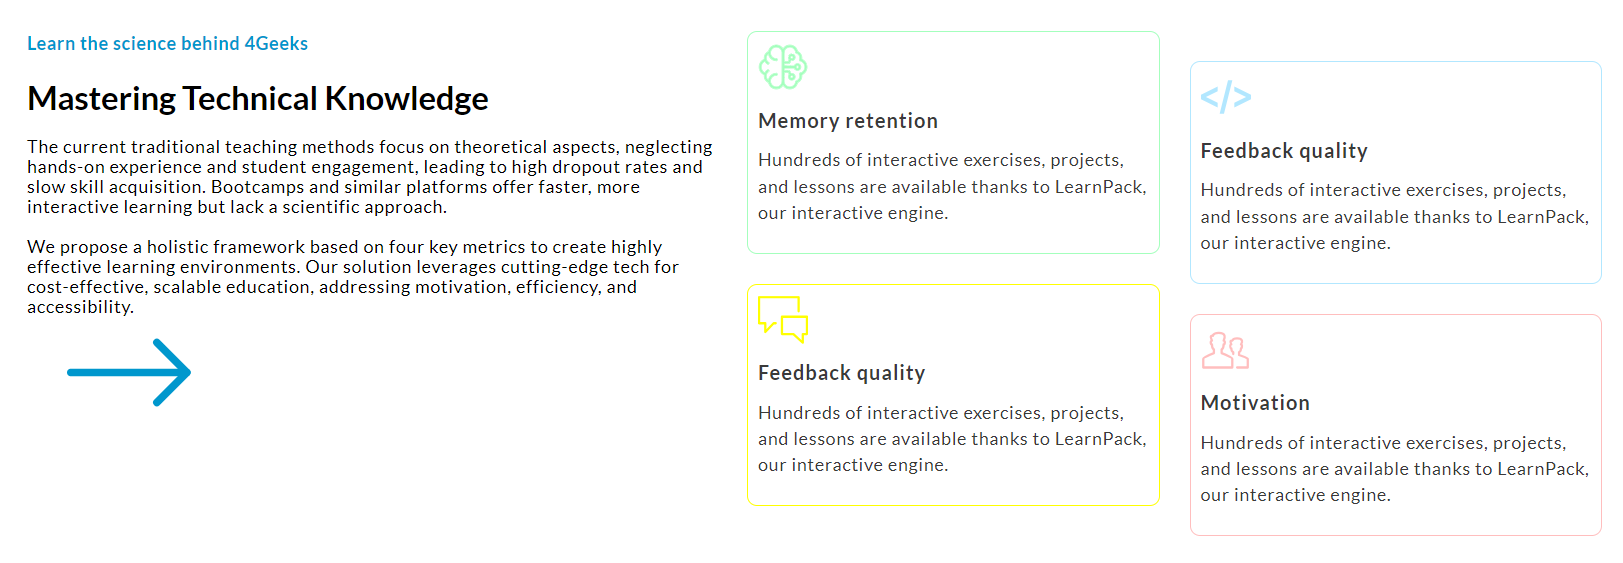 Learn the science behind 4Geeks
Mastering Technical Knowledge
The current traditional teaching methods focus on theoretical aspects, neglecting
hands-on experience and student engagement, leading to high dropout rates and
slow skill acquisition. Bootcamps and similar platforms offer faster, more
interactive learning but lack a scientific approach.
We propose a holistic framework based on four key metrics to create highly
effective learning environments. Our solution leverages cutting-edge tech for
cost-effective, scalable education, addressing motivation, efficiency, and
accessibility.
Memory retention
Hundreds of interactive exercises, projects,
and lessons are available thanks to LearnPack,
our interactive engine.
Feedback quality
Hundreds of interactive exercises, projects,
and lessons are available thanks to LearnPack,
our interactive engine.
</>
Feedback quality
Hundreds of interactive exercises, projects,
and lessons are available thanks to LearnPack,
our interactive engine.
Motivation
Hundreds of interactive exercises, projects,
and lessons are available thanks to LearnPack,
our interactive engine.